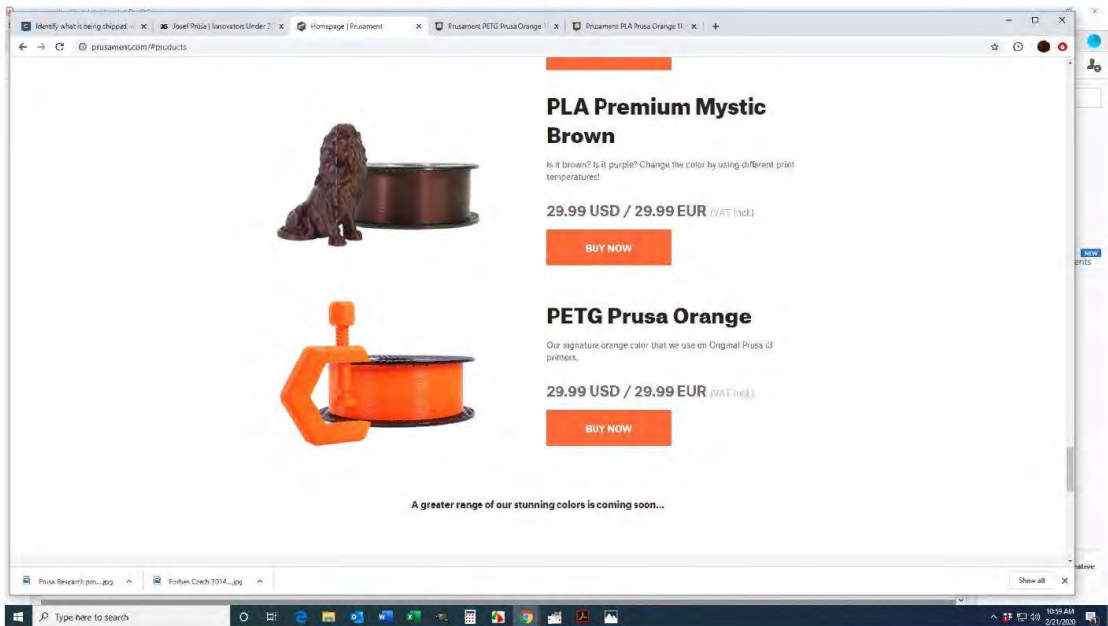 Identify what is being shipped
Josef Průša | Innovators Under 3
Homepage | Prusament
Prusament PETG Prusa Orange 1
Prusament PLA Prusa Orange 1
prusament.com/#products
PLA Premium Mystic
Brown
Is it brown? Is it purple? Change the color by using different print
temperatures!
29.99 USD / 29.99 EUR (VAT incl.)
BUY NOW
NEW
ents
PETG Prusa Orange
Our signature orange color that we use on Original Prusa i3
printers.
29.99 USD / 29.99 EUR (VAT incl.)
BUY NOW
A greater range of our stunning colors is coming soon...
eative
Prusa Research pro....jpg
Forbes Czech 2014....jpg
Show all
Type here to search
10:59 AM
2/21/2020